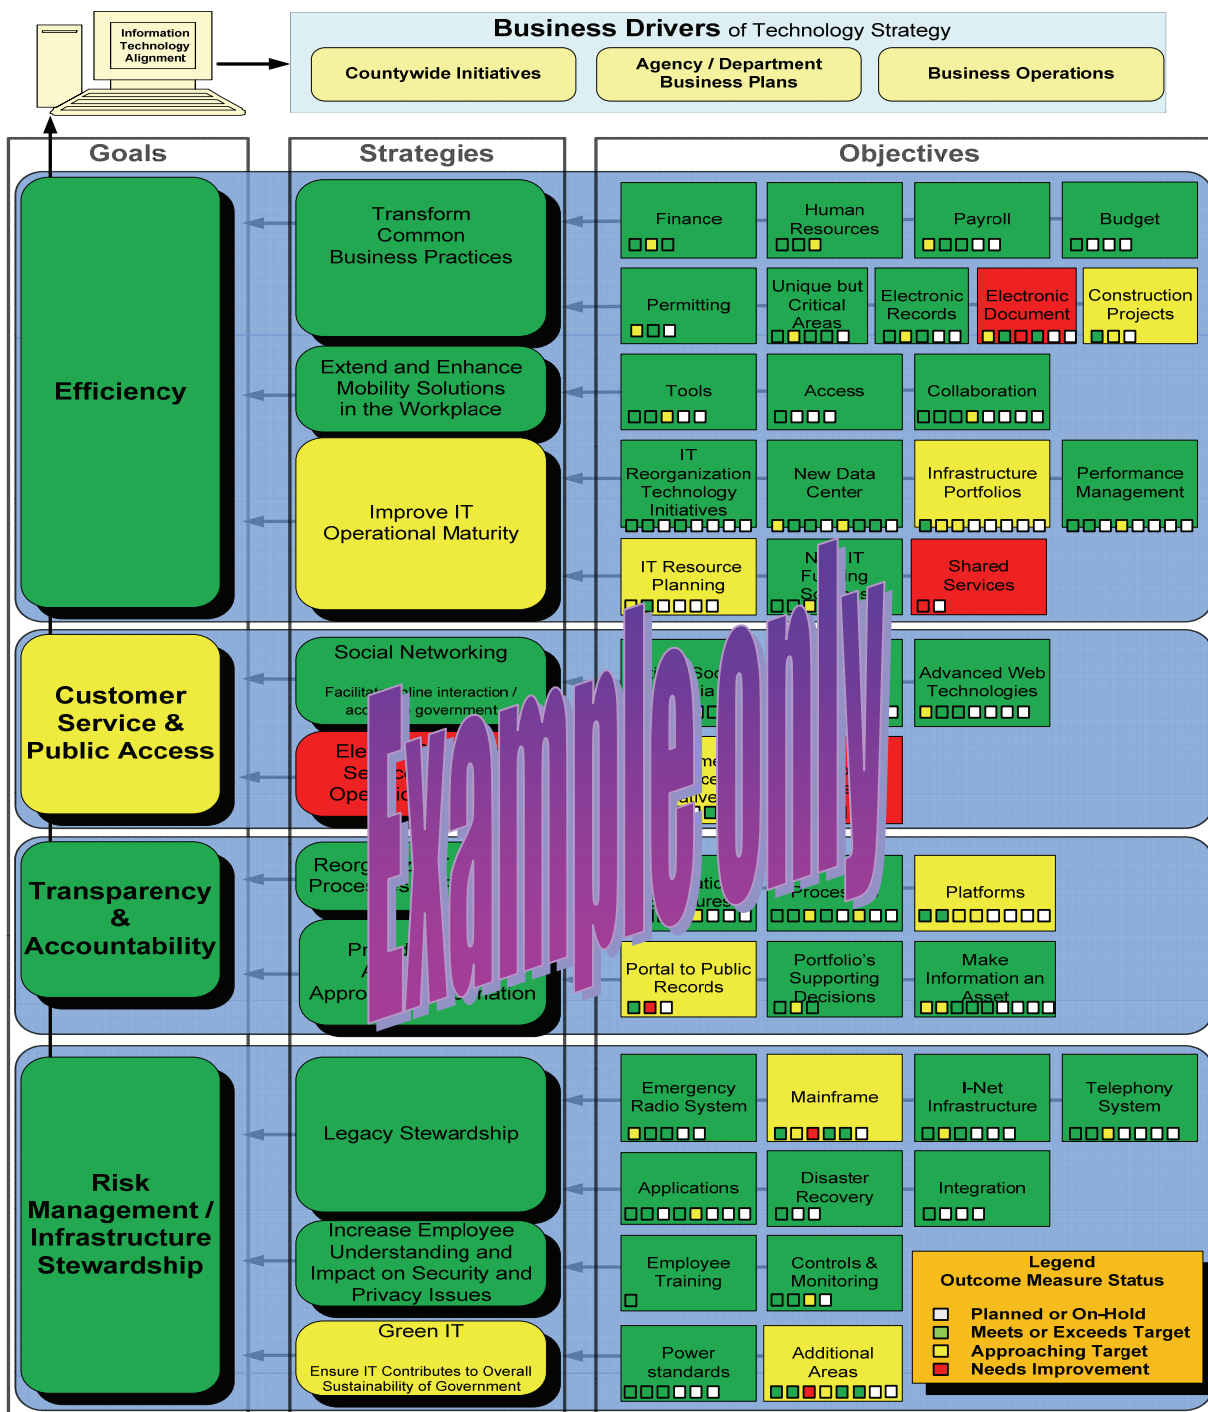 Information
Technology
Alignment
Business Drivers of Technology Strategy
Countywide Initiatives
Agency / Department
Business Plans
Business Operations
Goals
Strategies
Objectives
Efficiency
Transform
Common
Business Practices
Finance
Human
Resources
Payroll
Budget
Permitting
Unique but
Critical
Areas
Electronic
Records
Electronic
Document
Construction
Projects
Extend and Enhance
Mobility Solutions
in the Workplace
Tools
Access
Collaboration
Improve IT
Operational Maturity
IT
Reorganization
Technology
Initiatives
New Data
Center
Infrastructure
Portfolios
Performance
Management
IT Resource
Planning
IT
Shared
Services
Customer
Service &
Public Access
Social Networking
interaction /
government
Advanced Web
Technologies
Example only
Transparency
&
Accountability
Platforms
Portal to Public
Records
Portfolio's
Supporting
Decisions
Make
Information an
Asset
Risk
Management /
Infrastructure
Stewardship
Legacy Stewardship
Emergency
Radio System
Mainframe
I-Net
Infrastructure
Telephony
System
Applications
Disaster
Recovery
Integration
Increase Employee
Understanding and
Impact on Security and
Privacy Issues
Employee
Training
Controls &
Monitoring
Green IT
Ensure IT Contributes to Overall
Sustainability of Government
Power
standards
Additional
Areas
Legend
Outcome Measure Status
Planned or On-Hold
Meets or Exceeds Target
Approaching Target
Needs Improvement